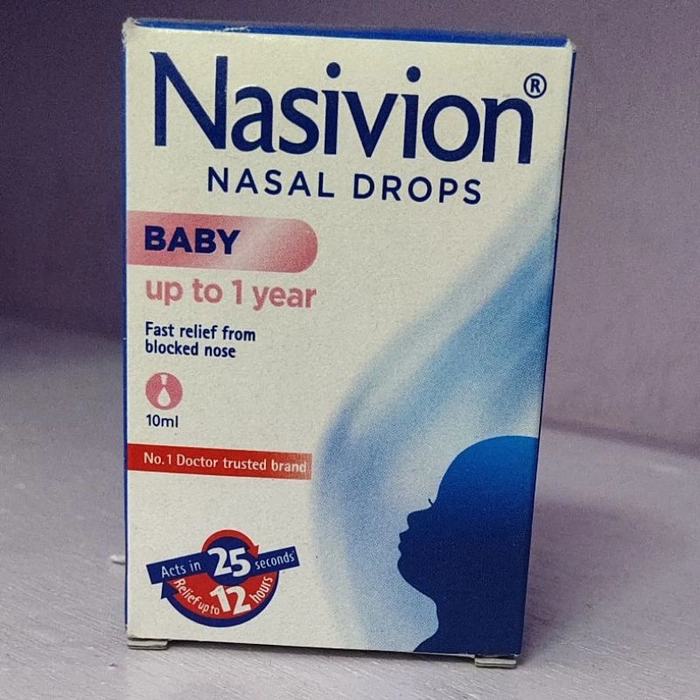 Nasivion®
NASAL DROPS
BABY
up to 1 year
Fast relief from
blocked nose
10ml
No.1 Doctor trusted brand
Acts in 25 seconds*
Relief up to 12 hours